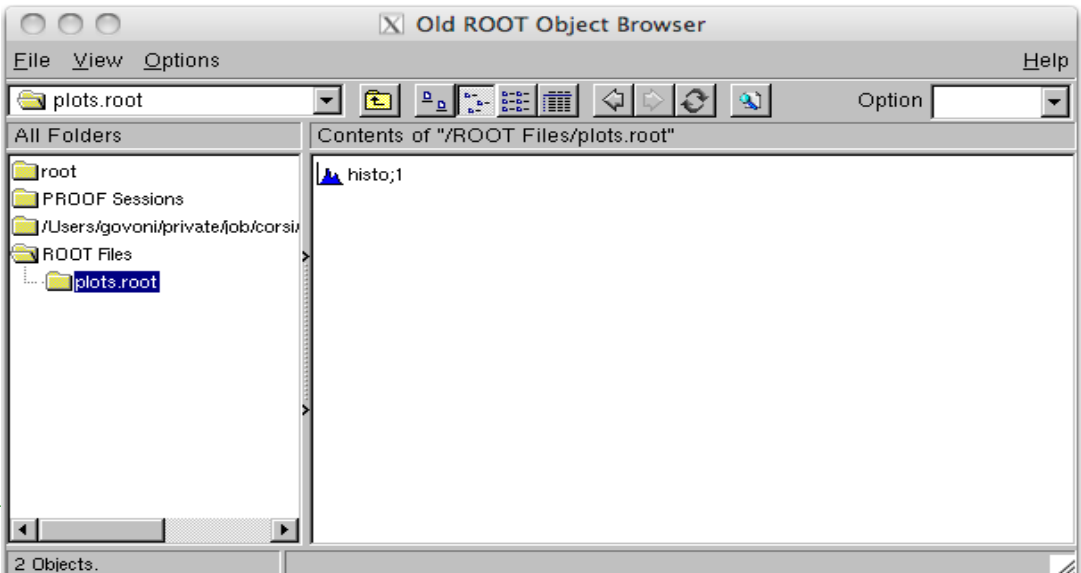 Old ROOT Object Browser
File View Options Help
plots.root Option
All Folders Contents of "/ROOT Files/plots.root"
root histo;1
PROOF Sessions
/Users/govoni/private/job/corsi/
ROOT Files
plots.root
2 Objects.